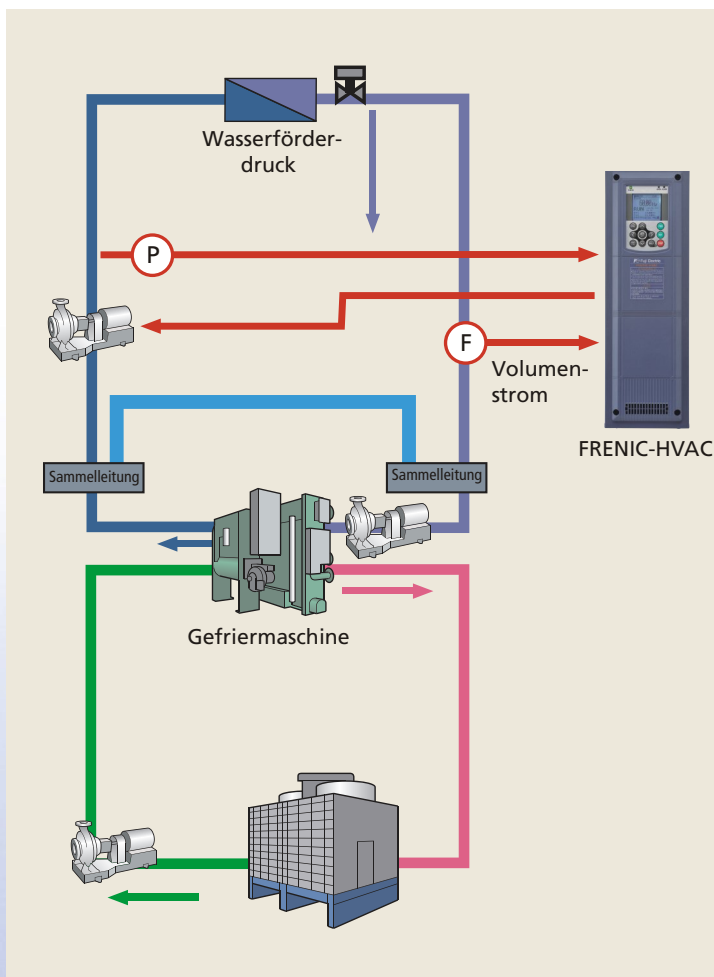 Wasserförder-
druck
P
F
Volumen-
strom
FRENIC-HVAC
Sammelleitung
Sammelleitung
Gefriermaschine